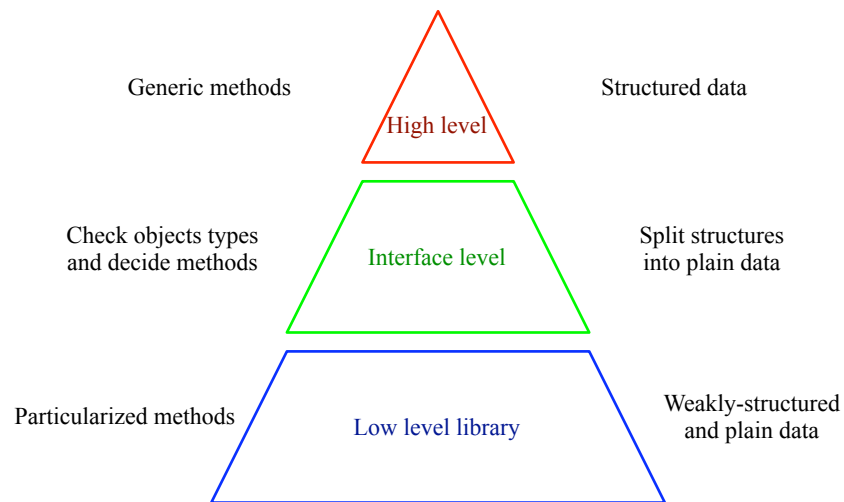 Generic methods
Structured data
High level
Check objects types
and decide methods
Interface level
Split structures
into plain data
Particularized methods
Low level library
Weakly-structured
and plain data